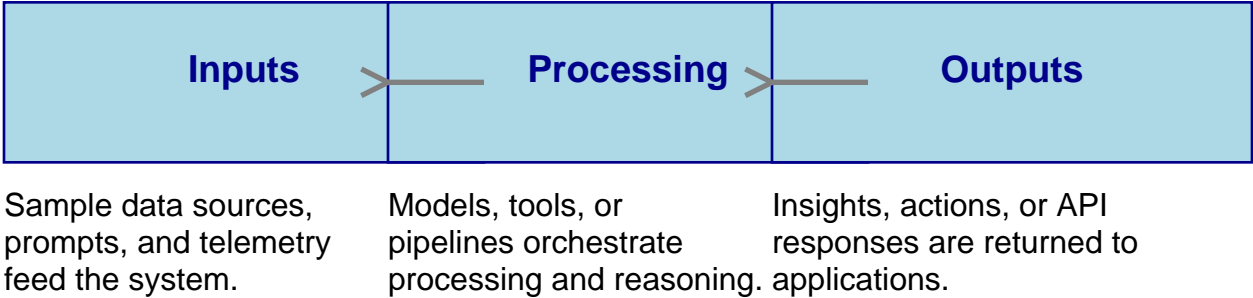 Inputs
Processing
Outputs
Sample data sources,
prompts, and telemetry
feed the system.
Models, tools, or
pipelines orchestrate
processing and reasoning.
Insights, actions, or API
responses are returned to
applications.